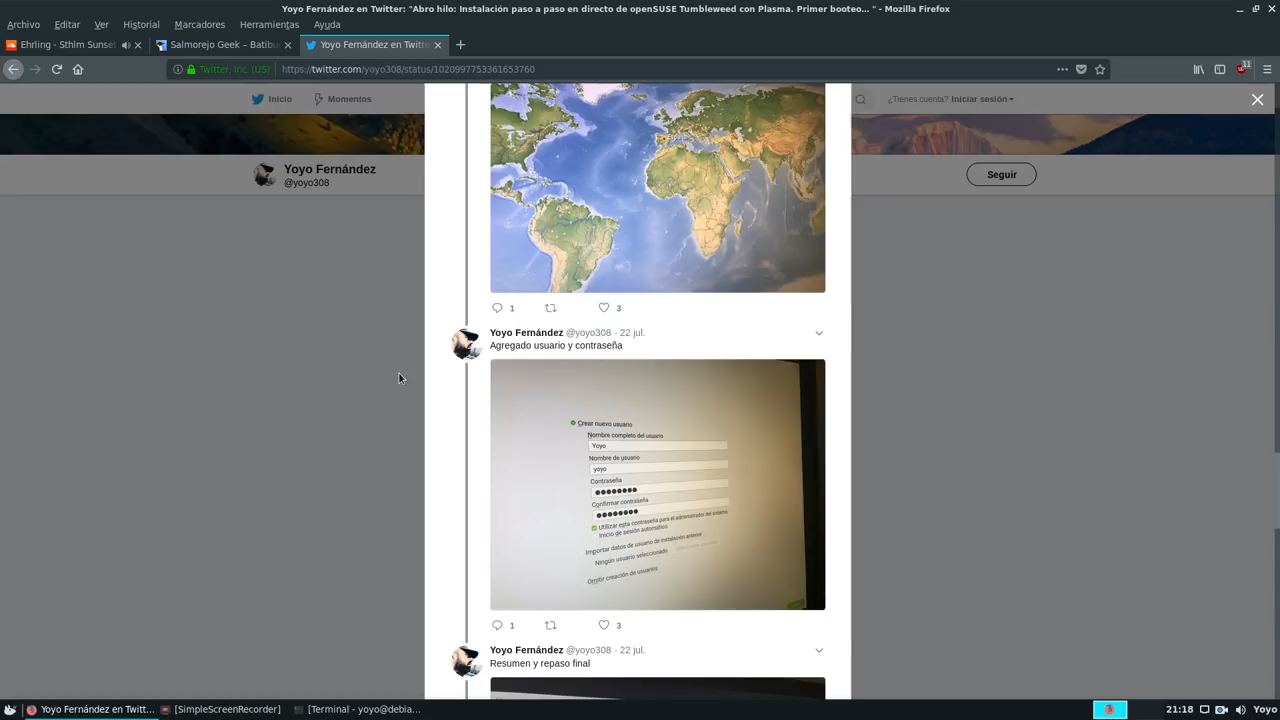 Yoyo Fernández en Twitter: "Abro hilo: Instalación paso a paso en directo de openSUSE Tumbleweed con Plasma. Primer booteo…" - Mozilla Firefox
Archivo Editar Ver Historial Marcadores Herramientas Ayuda
Ehrling - Sthlm Sunset Salmorejo Geek – Batibu Yoyo Fernández en Twitte
Twitter, Inc. (US) https://twitter.com/yoyo308/status/1020997753361653760 11
Inicio Momentos ¿Tienes cuenta? Iniciar sesión
Yoyo Fernández
@yoyo308
Seguir
1 3
Yoyo Fernández @yoyo308 · 22 jul.
Agregado usuario y contraseña
Crear nuevo usuario
Nombre completo del usuario
Yoyo
Nombre de usuario
yoyo
Contraseña
●●●●●●●●
Confirmar contraseña
●●●●●●●●
Utilizar esta contraseña para el administrador del sistema
Inicio de sesión automático
Importar datos de usuario de instalación anterior
Ningún usuario seleccionado
Omitir creación de usuarios
1 3
Yoyo Fernández @yoyo308 · 22 jul.
Resumen y repaso final
Yoyo Fernández en Twitt... [SimpleScreenRecorder] [Terminal - yoyo@debia... 21:18 Yoyo